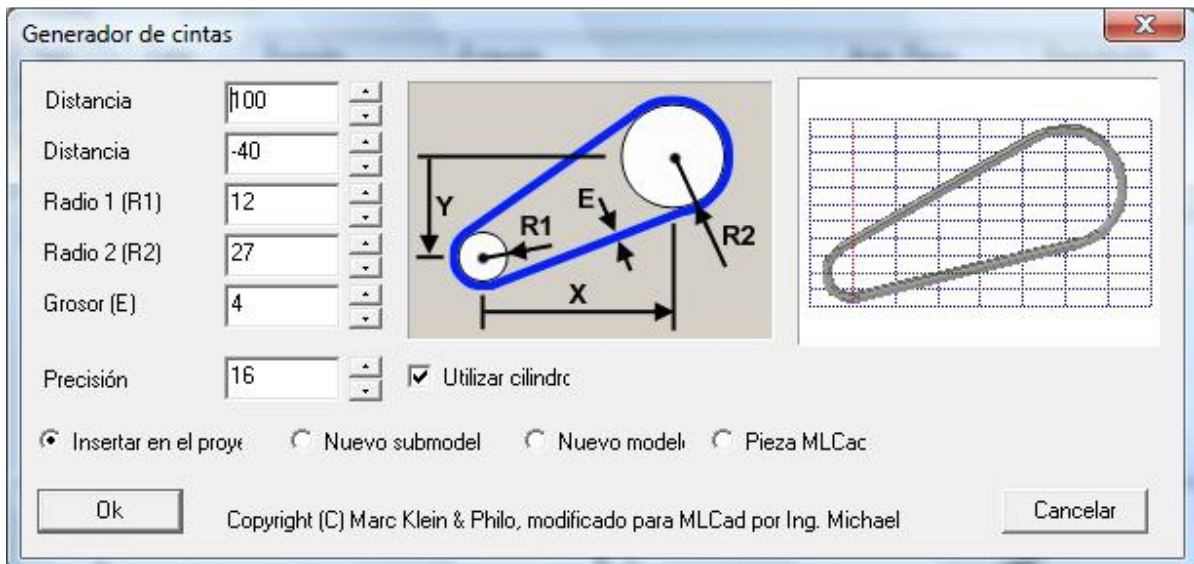 Generador de cintas
Distancia 100
Distancia -40
Radio 1 (R1) 12
Radio 2 (R2) 27
Grosor (E) 4
Y
R1
E
R2
X
Precisión 16 Utilizar cilindro
Insertar en el proye Nuevo submodel Nuevo model Pieza MLCad
Ok Copyright (C) Marc Klein & Philo, modificado para MLCad por Ing. Michael Cancelar